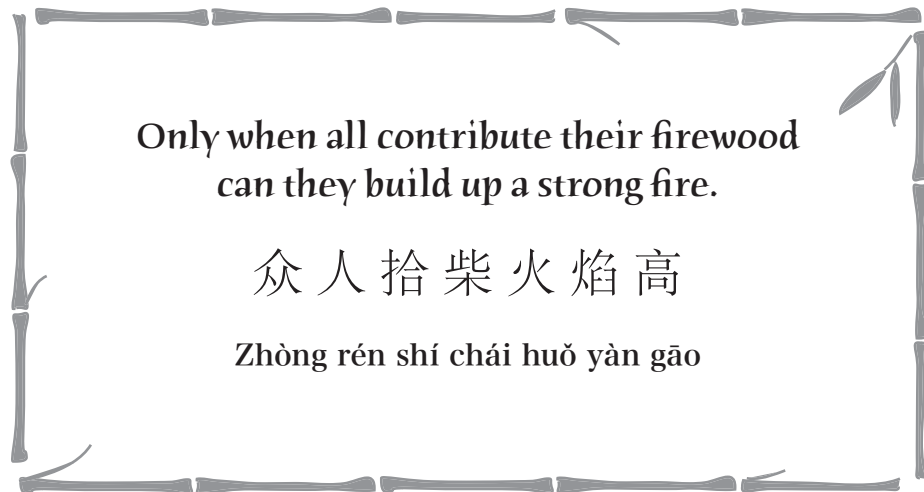 Only when all contribute their firewood
can they build up a strong fire.
众人拾柴火焰高
Zhòng rén shí chái huǒ yàn gāo